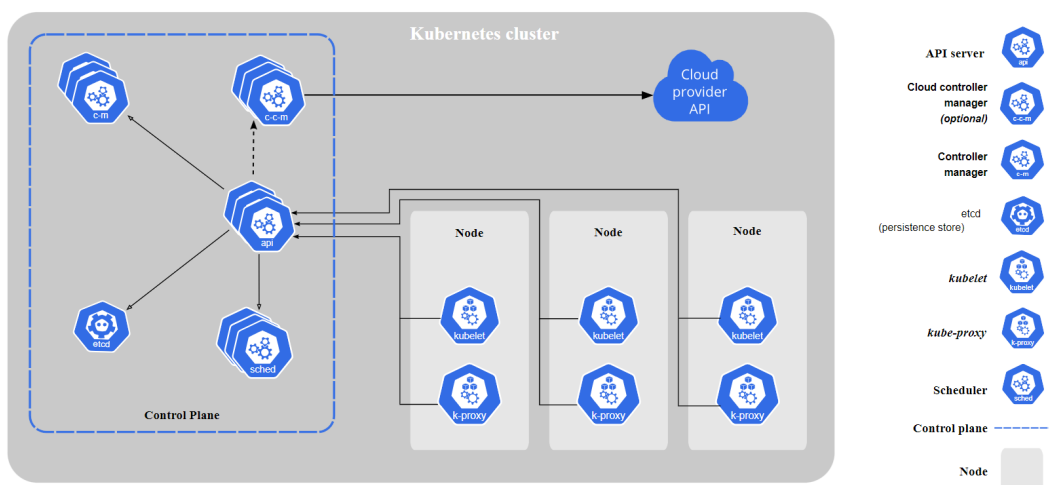 Kubernetes cluster
c-m
c-c-m
Cloud
provider
API
api
etcd
sched
Control Plane
Node
Node
Node
kubelet
kubelet
kubelet
k-proxy
k-proxy
k-proxy
API server
api
Cloud controller
manager
(optional)
c-c-m
Controller
manager
c-m
etcd
(persistence store)
etcd
kubelet
kubelet
kube-proxy
k-proxy
Scheduler
sched
Control plane
Node